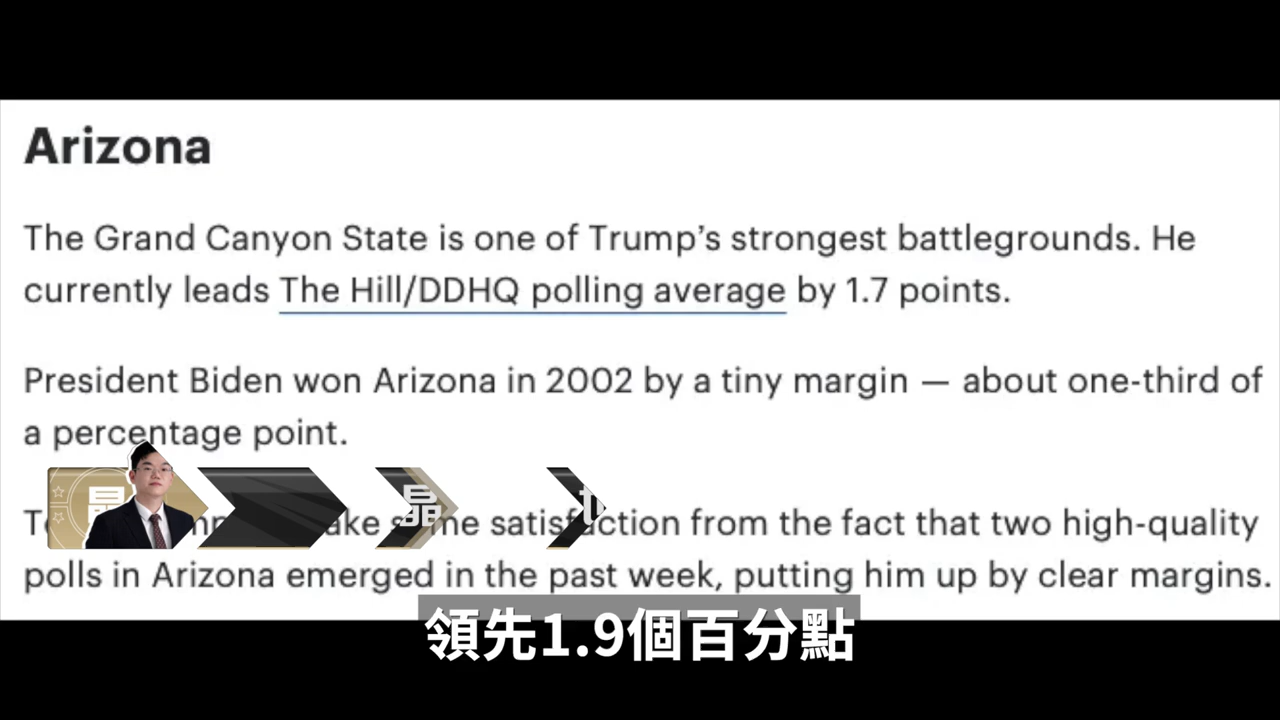 Arizona
The Grand Canyon State is one of Trump’s strongest battlegrounds. He
currently leads The Hill/DDHQ polling average by 1.7 points.
President Biden won Arizona in 2002 by a tiny margin — about one-third of
a percentage point.
晶
satisfaction from the fact that two high-quality
polls in Arizona emerged in the past week, putting him up by clear margins.
領先1.9個百分點